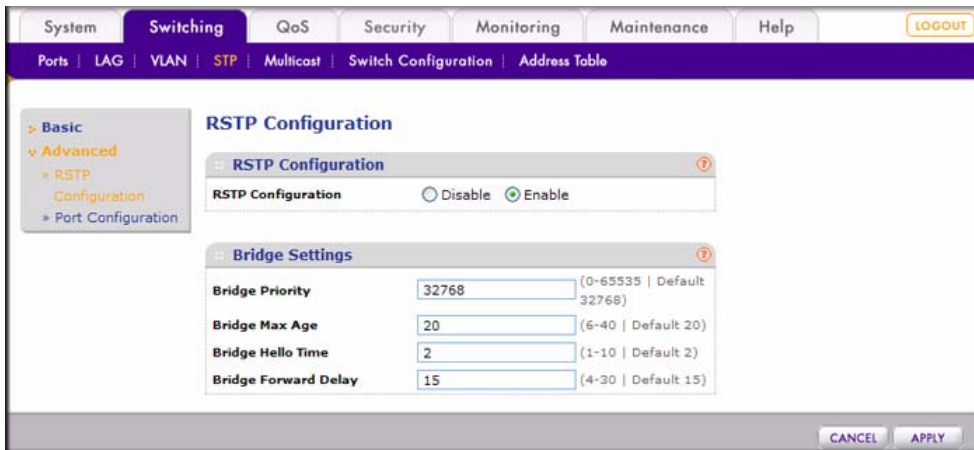 System Switching QoS Security Monitoring Maintenance Help LOGOUT
Ports | LAG | VLAN | STP | Multicast | Switch Configuration | Address Table
Basic
Advanced
» RSTP
Configuration
» Port Configuration
RSTP Configuration
RSTP Configuration ?
RSTP Configuration Disable Enable
Bridge Settings ?
Bridge Priority 32768 (0-65535 | Default
32768)
Bridge Max Age 20 (6-40 | Default 20)
Bridge Hello Time 2 (1-10 | Default 2)
Bridge Forward Delay 15 (4-30 | Default 15)
CANCEL APPLY